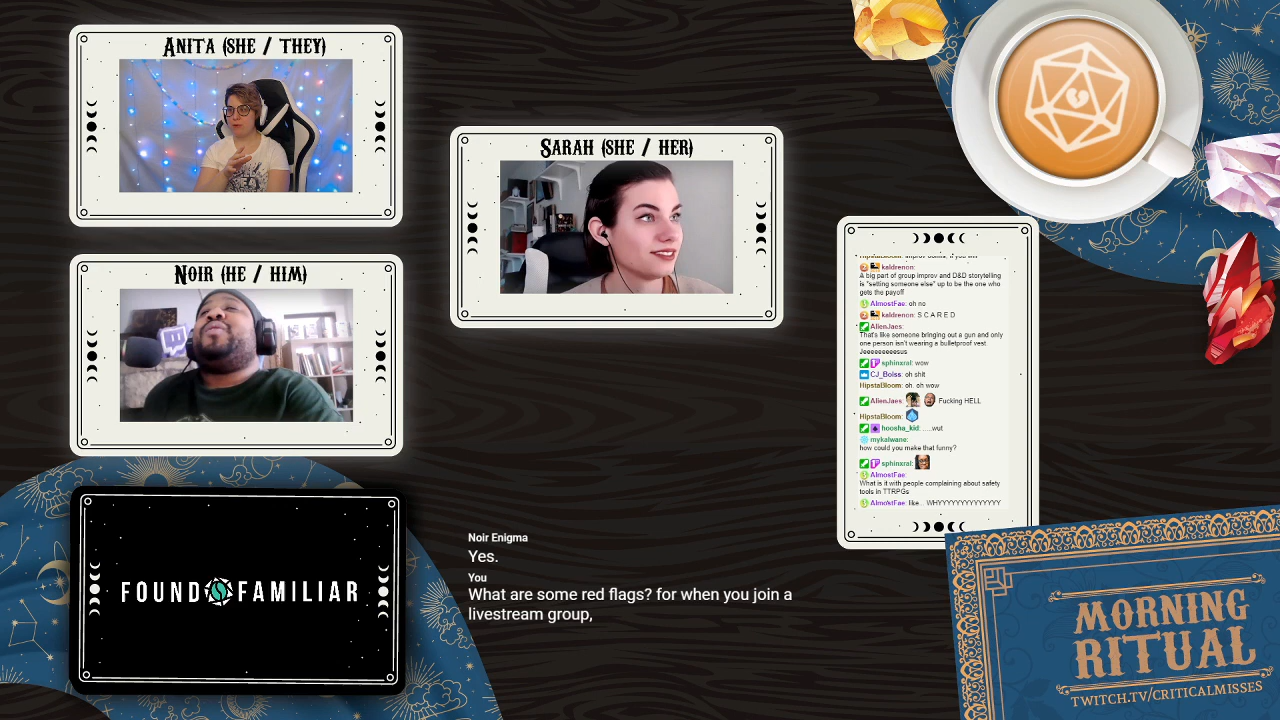 ANITA (SHE / THEY)
SARAH (SHE / HER)
NOIR (HE / HIM)
kaldrenon:
A big part of group improv and D&D storytelling
is "setting someone else" up to be the one who
gets the payoff
AlmostFae: oh no
kaldrenon: S C A R E D
AlienJaes:
That's like someone bringing out a gun and only
one person isn't wearing a bulletproof vest
Jeeeeeeeesus
sphinxral: wow
CJ_Boiss: oh shit
HipstaBloom: oh. oh wow
AlienJaes: Fucking HELL
HipstaBloom:
hoosha_kid: .....wut
mykalwane:
how could you make that funny?
sphinxral:
AlmostFae:
What is it with people complaining about safety
tools in TTRPGs
AlmostFae: like... WHYYYYYYYYYYYYYY
FOUND FAMILIAR
Noir Enigma
Yes.
You
What are some red flags? for when you join a
livestream group,
MORNING
RITUAL
TWITCH.TV/CRITICALMISSES